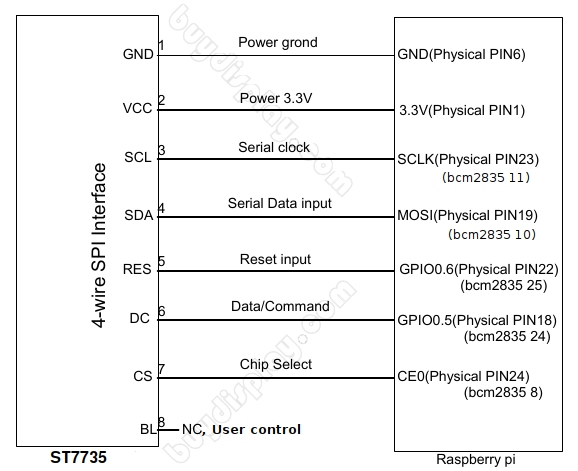 GND 1 Power grond GND(Physical PIN6)
VCC 2 Power 3.3V 3.3V(Physical PIN1)
SCL 3 Serial clock SCLK(Physical PIN23)
(bcm2835 11)
SDA 4 Serial Data input MOSI(Physical PIN19)
(bcm2835 10)
RES 5 Reset input GPIO0.6(Physical PIN22)
(bcm2835 25)
DC 6 Data/Command GPIO0.5(Physical PIN18)
(bcm2835 24)
CS 7 Chip Select CE0(Physical PIN24)
(bcm2835 8)
BL 8 NC, User control
4-wire SPI Interface
ST7735
Raspberry pi
buydisplay.com
buydisplay.com